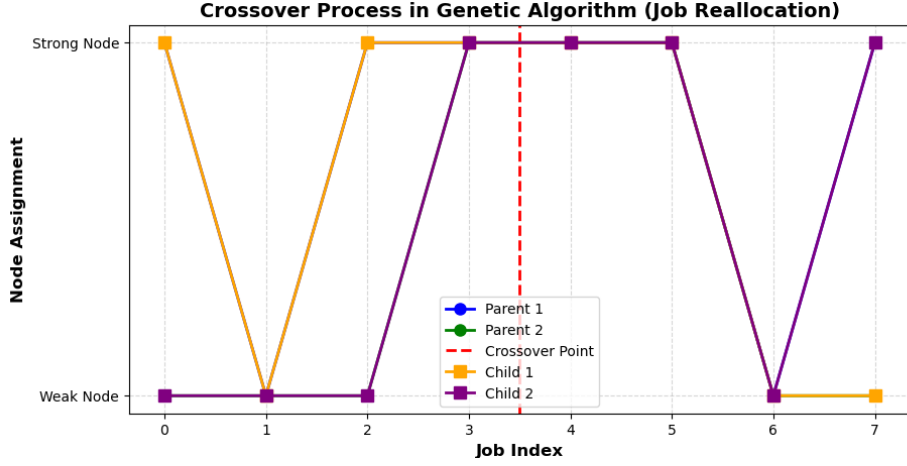 Crossover Process in Genetic Algorithm (Job Reallocation)
Strong Node
Node Assignment
Weak Node
Parent 1
Parent 2
Crossover Point
Child 1
Child 2
0 1 2 3 4 5 6 7
Job Index